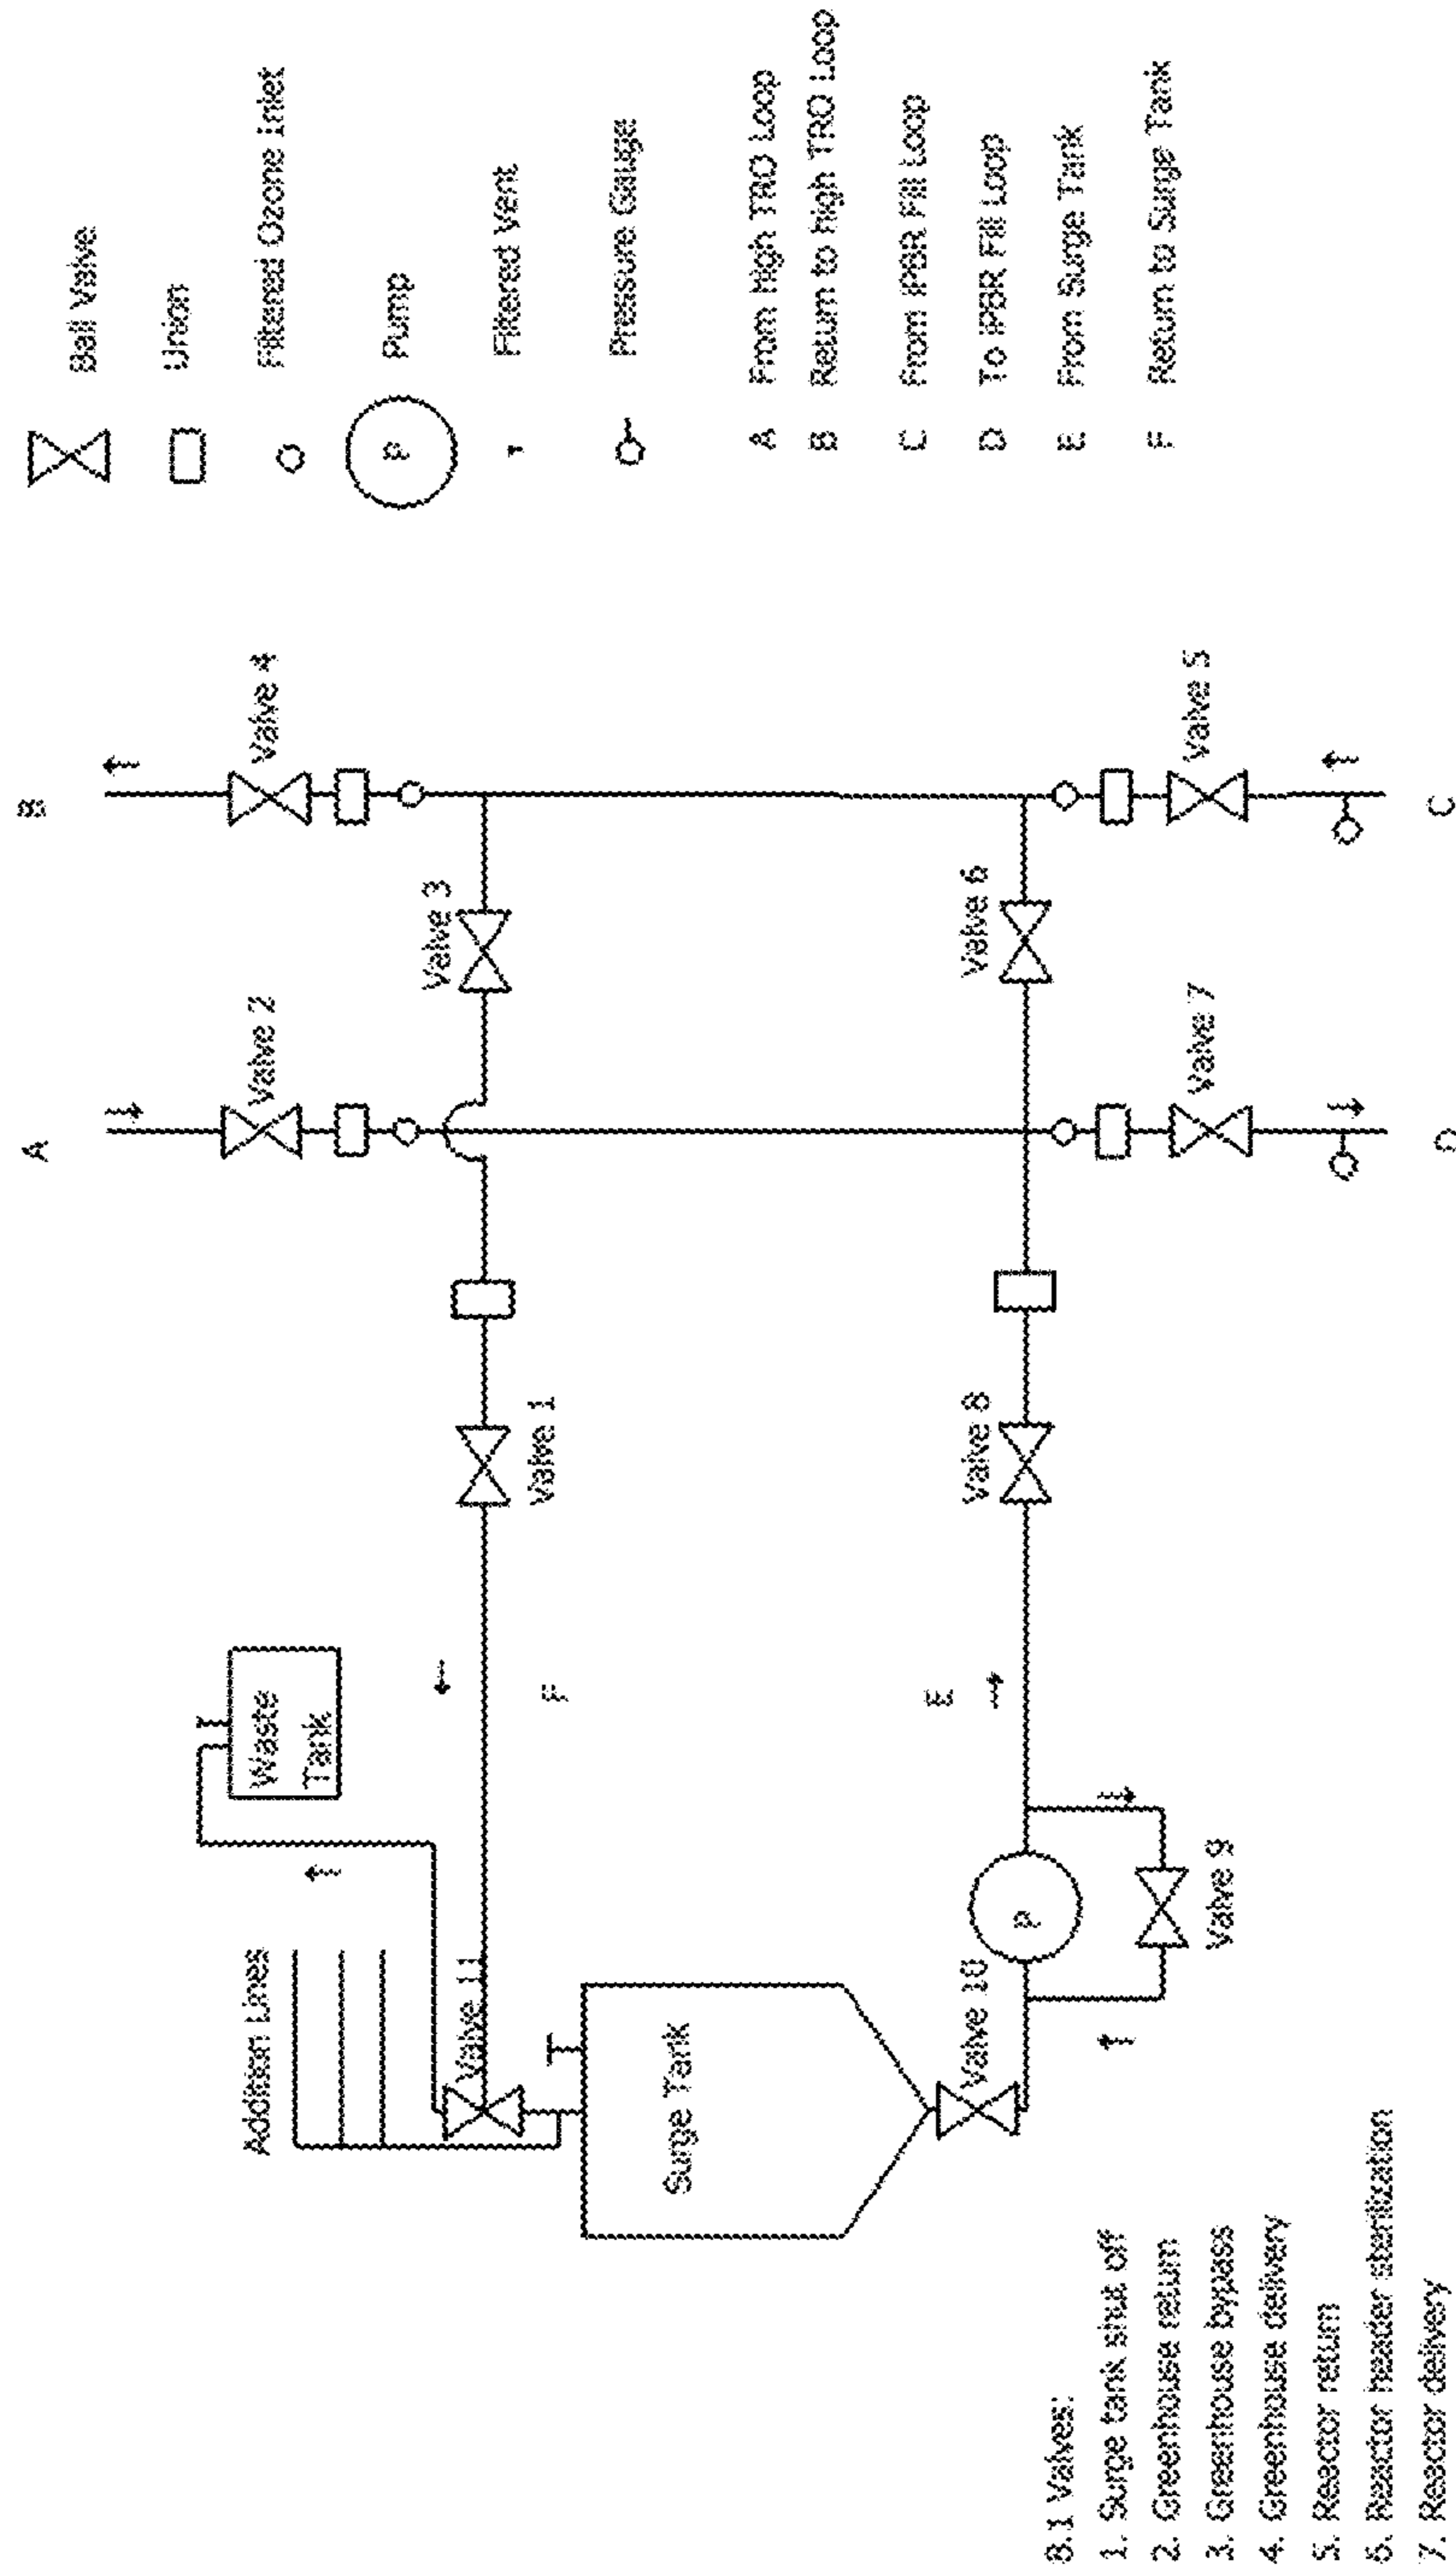 Ball Valve
Union
Filtered Ozone Inlet
P
Pump
Filtered Vent
Pressure Gauge
A From High TRO Loop
B Return to high TRO Loop
C From IPBR Fill Loop
D To IPBR Fill Loop
E From Surge Tank
F Return to Surge Tank
A
B
Valve 2
Valve 4
Valve 3
Valve 1
Valve 6
Valve 8
Valve 7
Valve 5
D
C
Waste
Tank
F
E
Addition Lines
Valve 11
Surge Tank
Valve 10
P
Valve 9
8.1 Valves:
1. Surge tank shut off
2. Greenhouse return
3. Greenhouse bypass
4. Greenhouse delivery
5. Reactor return
6. Reactor header sterilization
7. Reactor delivery